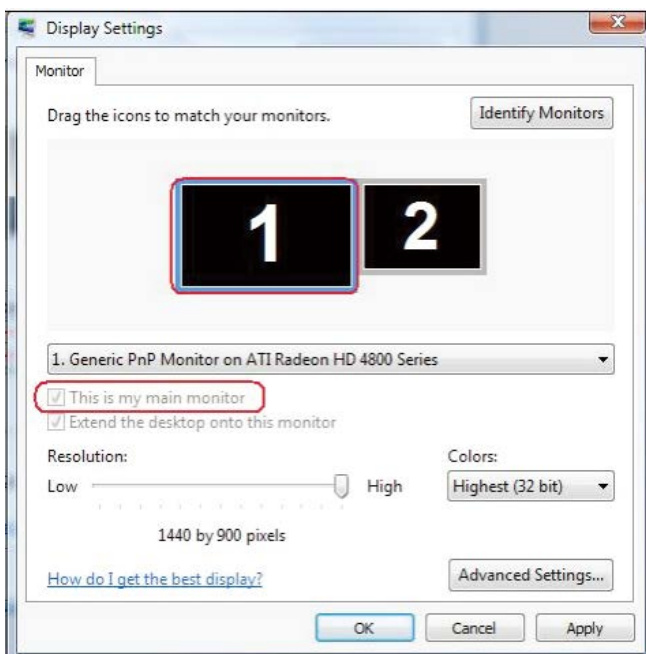 Display Settings
Monitor
Drag the icons to match your monitors.
Identify Monitors
1 2
1. Generic PnP Monitor on ATI Radeon HD 4800 Series
This is my main monitor
Extend the desktop onto this monitor
Resolution:
Colors:
Low High
Highest (32 bit)
1440 by 900 pixels
How do I get the best display?
Advanced Settings...
OK Cancel Apply